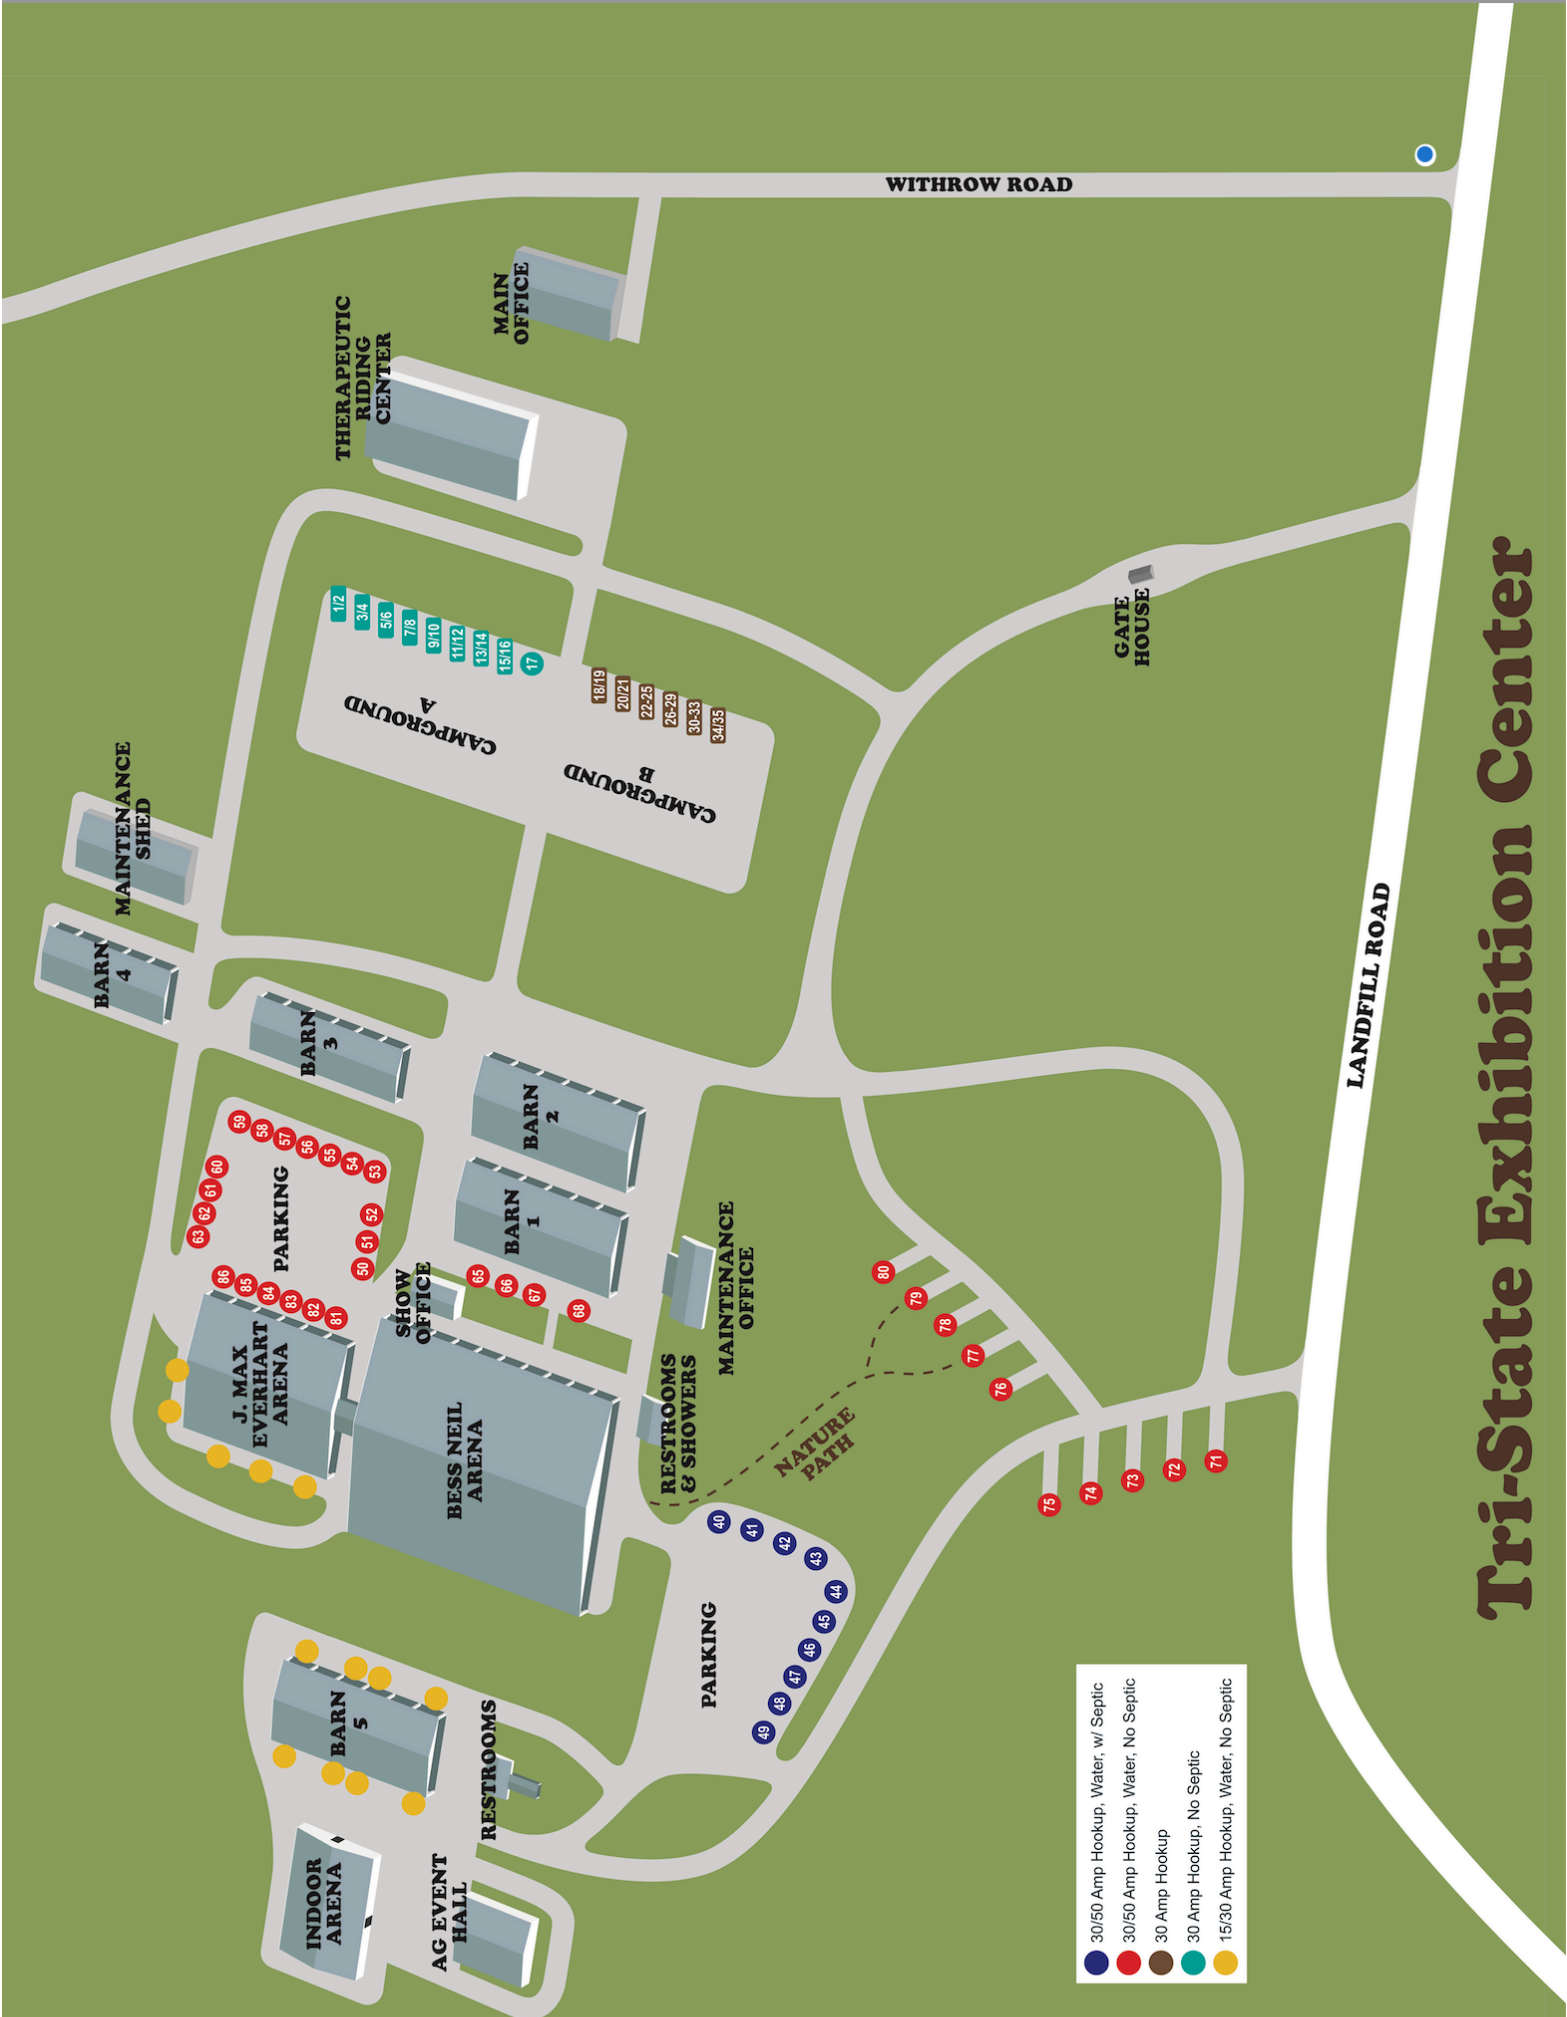 Tri-State Exhibition Center
WITHROW ROAD
LANDFILL ROAD
MAIN
OFFICE
THERAPEUTIC
RIDING
CENTER
GATE
HOUSE
CAMPGROUND
A
1/2
3/4
5/6
7/8
9/10
11/12
13/14
15/16
17
CAMPGROUND
B
18/19
20/21
22-25
26-29
30-33
34/35
MAINTENANCE
SHED
BARN
4
BARN
3
BARN
2
BARN
1
PARKING
59
58
57
56
55
54
53
52
51
50
60
61
62
63
86
85
84
83
82
81
65
66
67
68
SHOW
OFFICE
J. MAX
EVERHART
ARENA
BESS NEIL
ARENA
MAINTENANCE
OFFICE
RESTROOMS
& SHOWERS
NATURE
PATH
80
79
78
77
76
75
74
73
72
71
PARKING
40
41
42
43
44
45
46
47
48
49
BARN
5
RESTROOMS
INDOOR
ARENA
AG EVENT
HALL
30/50 Amp Hookup, Water, w/ Septic
30/50 Amp Hookup, Water, No Septic
30 Amp Hookup
30 Amp Hookup, No Septic
15/30 Amp Hookup, Water, No Septic